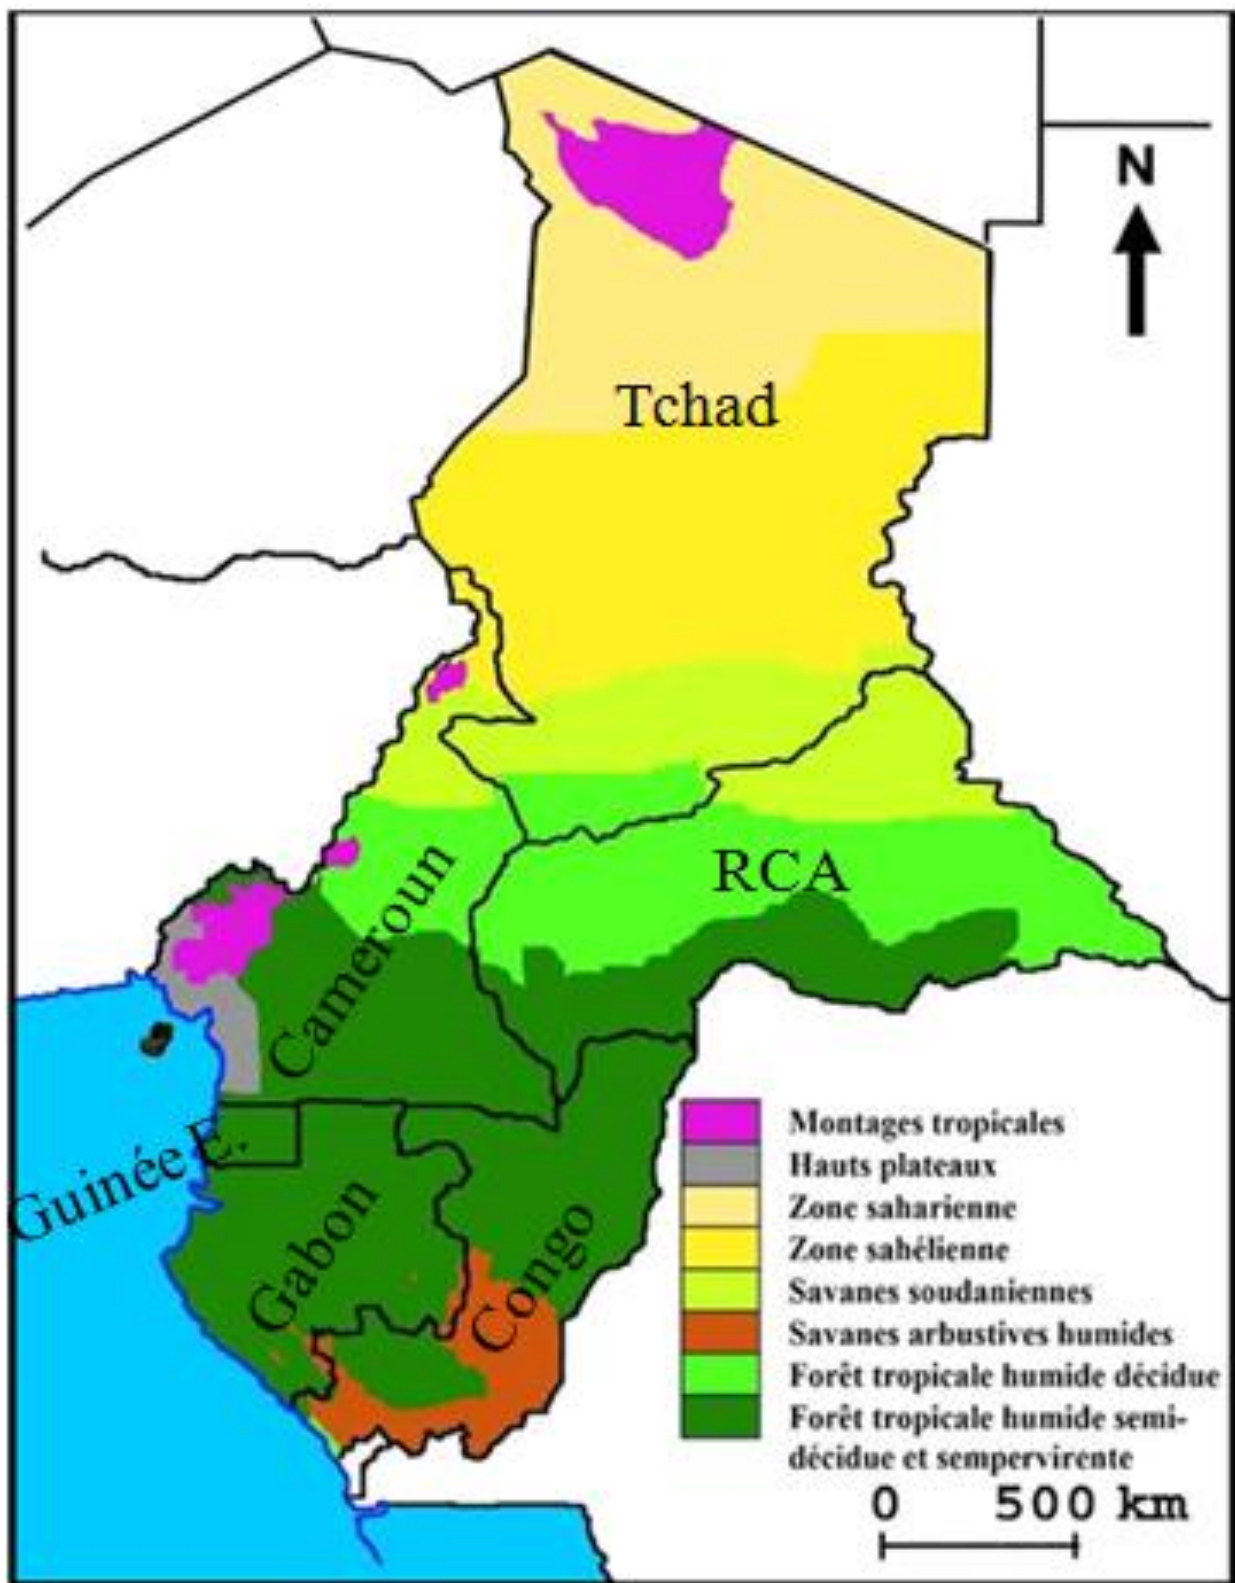 N
Tchad
RCA
Cameroun
Guinée E.
Gabon
Congo
Montages tropicales
Hauts plateaux
Zone saharienne
Zone sahélienne
Savanes soudaniennes
Savanes arbustives humides
Forêt tropicale humide décidue
Forêt tropicale humide semi-
décidue et sempervirente
0 500 km